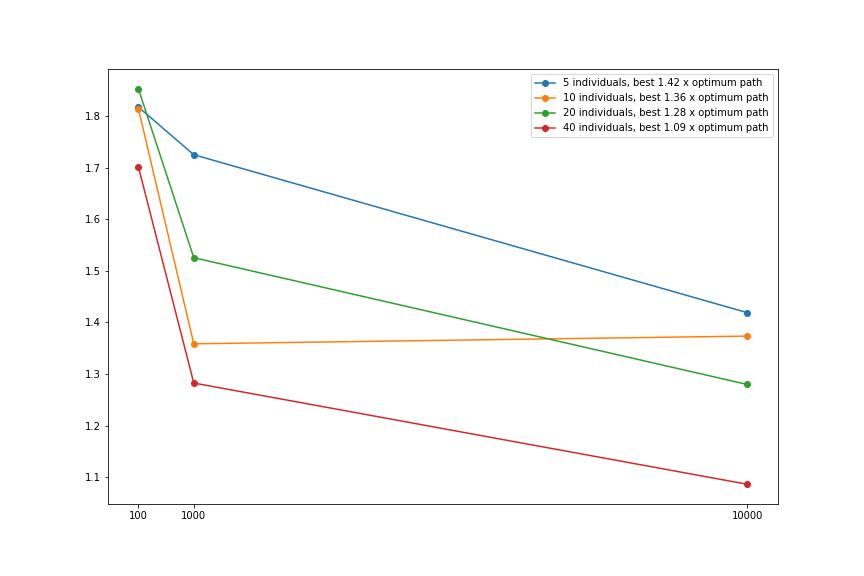 5 individuals, best 1.42 x optimum path
10 individuals, best 1.36 x optimum path
20 individuals, best 1.28 x optimum path
40 individuals, best 1.09 x optimum path
1.8
1.7
1.6
1.5
1.4
1.3
1.2
1.1
100 1000 10000